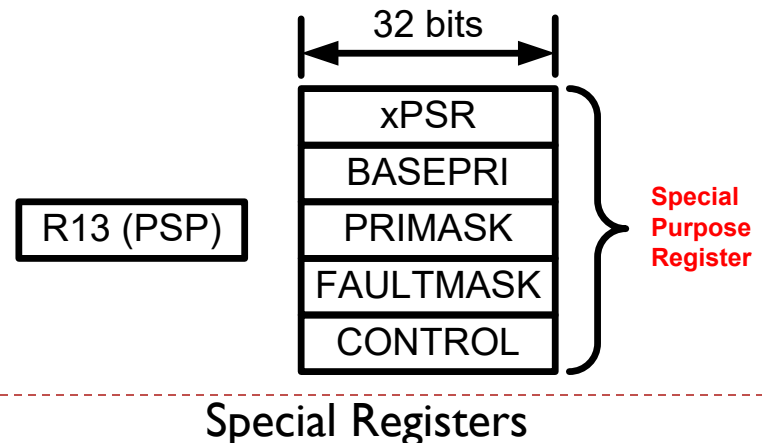 32 bits
xPSR
BASEPRI
R13 (PSP)
PRIMASK
FAULTMASK
CONTROL
Special
Purpose
Register
Special Registers